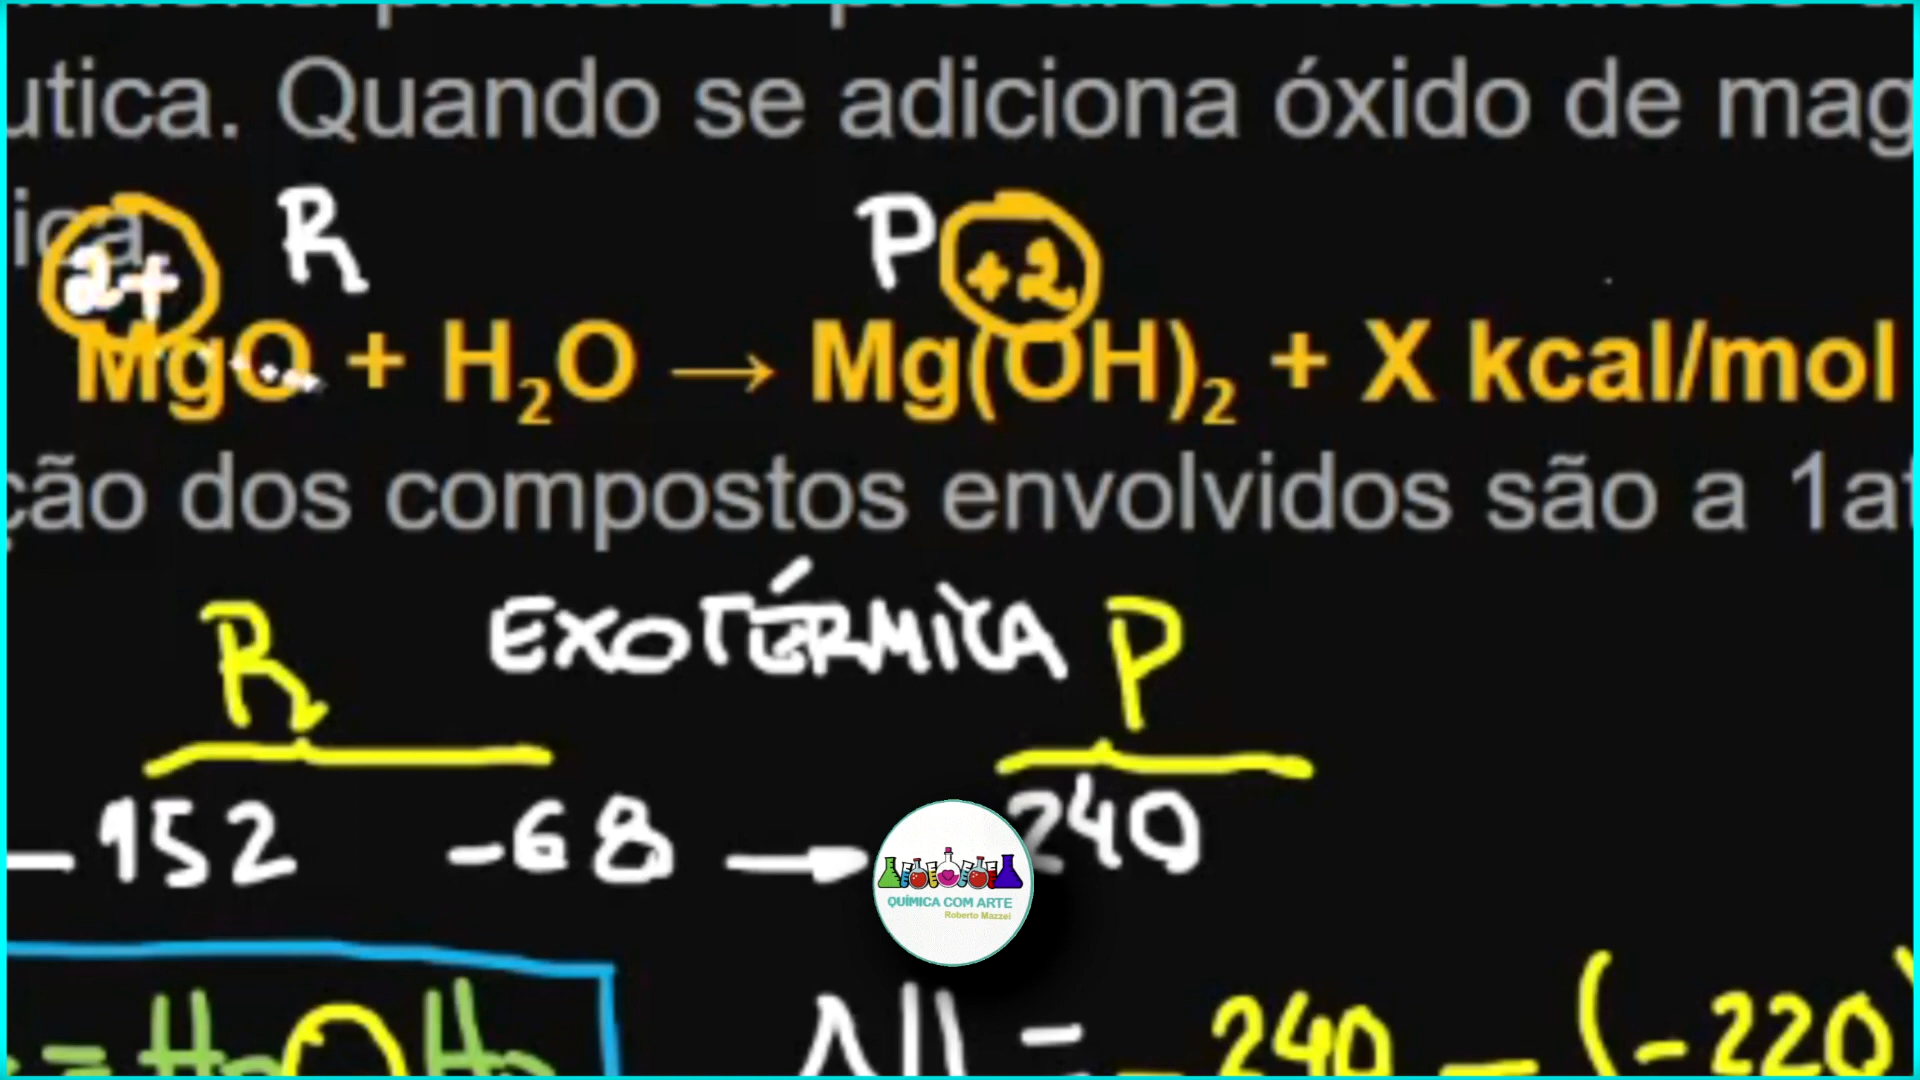 utica. Quando se adiciona óxido de mag
ica.
2+ R P +2
MgO + H₂O → Mg(OH)₂ + X kcal/mol
ção dos compostos envolvidos são a 1at
R EXOTÉRMICA P
-152 -68 → 240
QUÍMICA COM ARTE
Roberto Mazzei
= -240 - (-220)